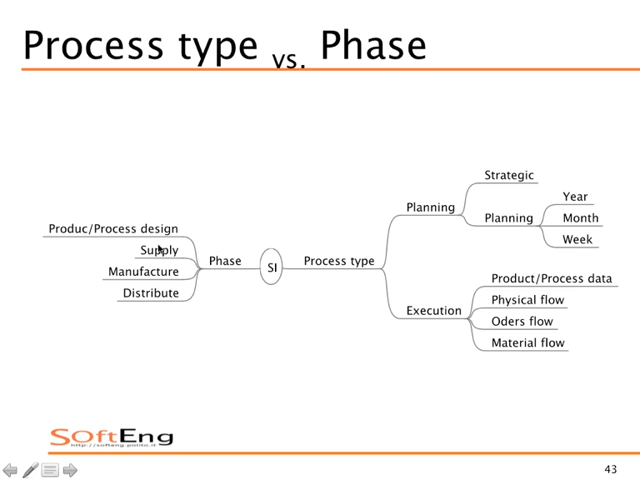 Process type vs. Phase
Strategic
Planning
Planning
Year
Month
Week
Produc/Process design
Supply
Manufacture
Distribute
Phase
SI
Process type
Execution
Product/Process data
Physical flow
Oders flow
Material flow
SOftEng
http://softeng.polito.it
43